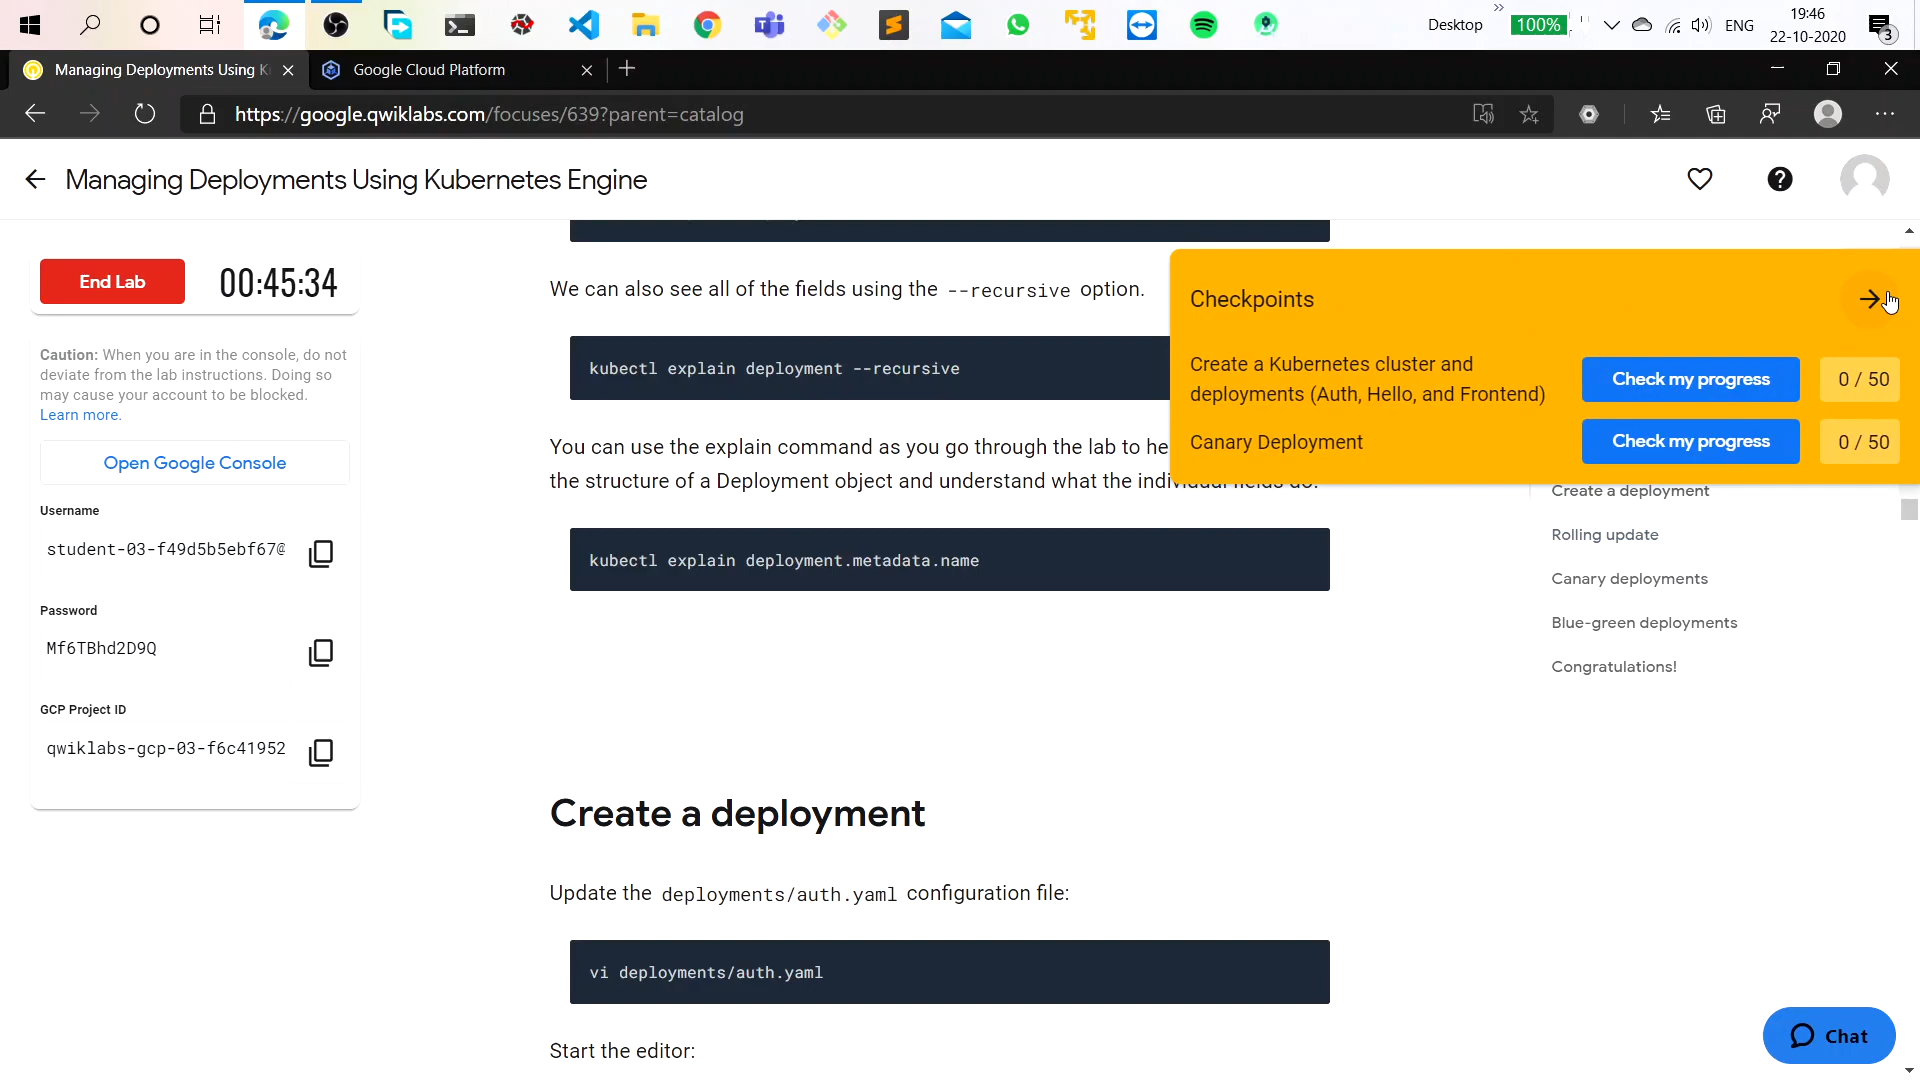 Desktop
»
100%
ENG
19:46
22-10-2020
3
Managing Deployments Using K
Google Cloud Platform
https://google.qwiklabs.com/focuses/639?parent=catalog
Managing Deployments Using Kubernetes Engine
End Lab
00:45:34
Caution: When you are in the console, do not
deviate from the lab instructions. Doing so
may cause your account to be blocked.
Learn more.
Open Google Console
Username
student-03-f49d5b5ebf67@
Password
Mf6TBhd2D9Q
GCP Project ID
qwiklabs-gcp-03-f6c41952
We can also see all of the fields using the --recursive option.
kubectl explain deployment --recursive
You can use the explain command as you go through the lab to he
the structure of a Deployment object and understand what the individual fields do.
kubectl explain deployment.metadata.name
Create a deployment
Update the deployments/auth.yaml configuration file:
vi deployments/auth.yaml
Start the editor:
Checkpoints
Create a Kubernetes cluster and
deployments (Auth, Hello, and Frontend)
Check my progress
0 / 50
Canary Deployment
Check my progress
0 / 50
Create a deployment
Rolling update
Canary deployments
Blue-green deployments
Congratulations!
Chat